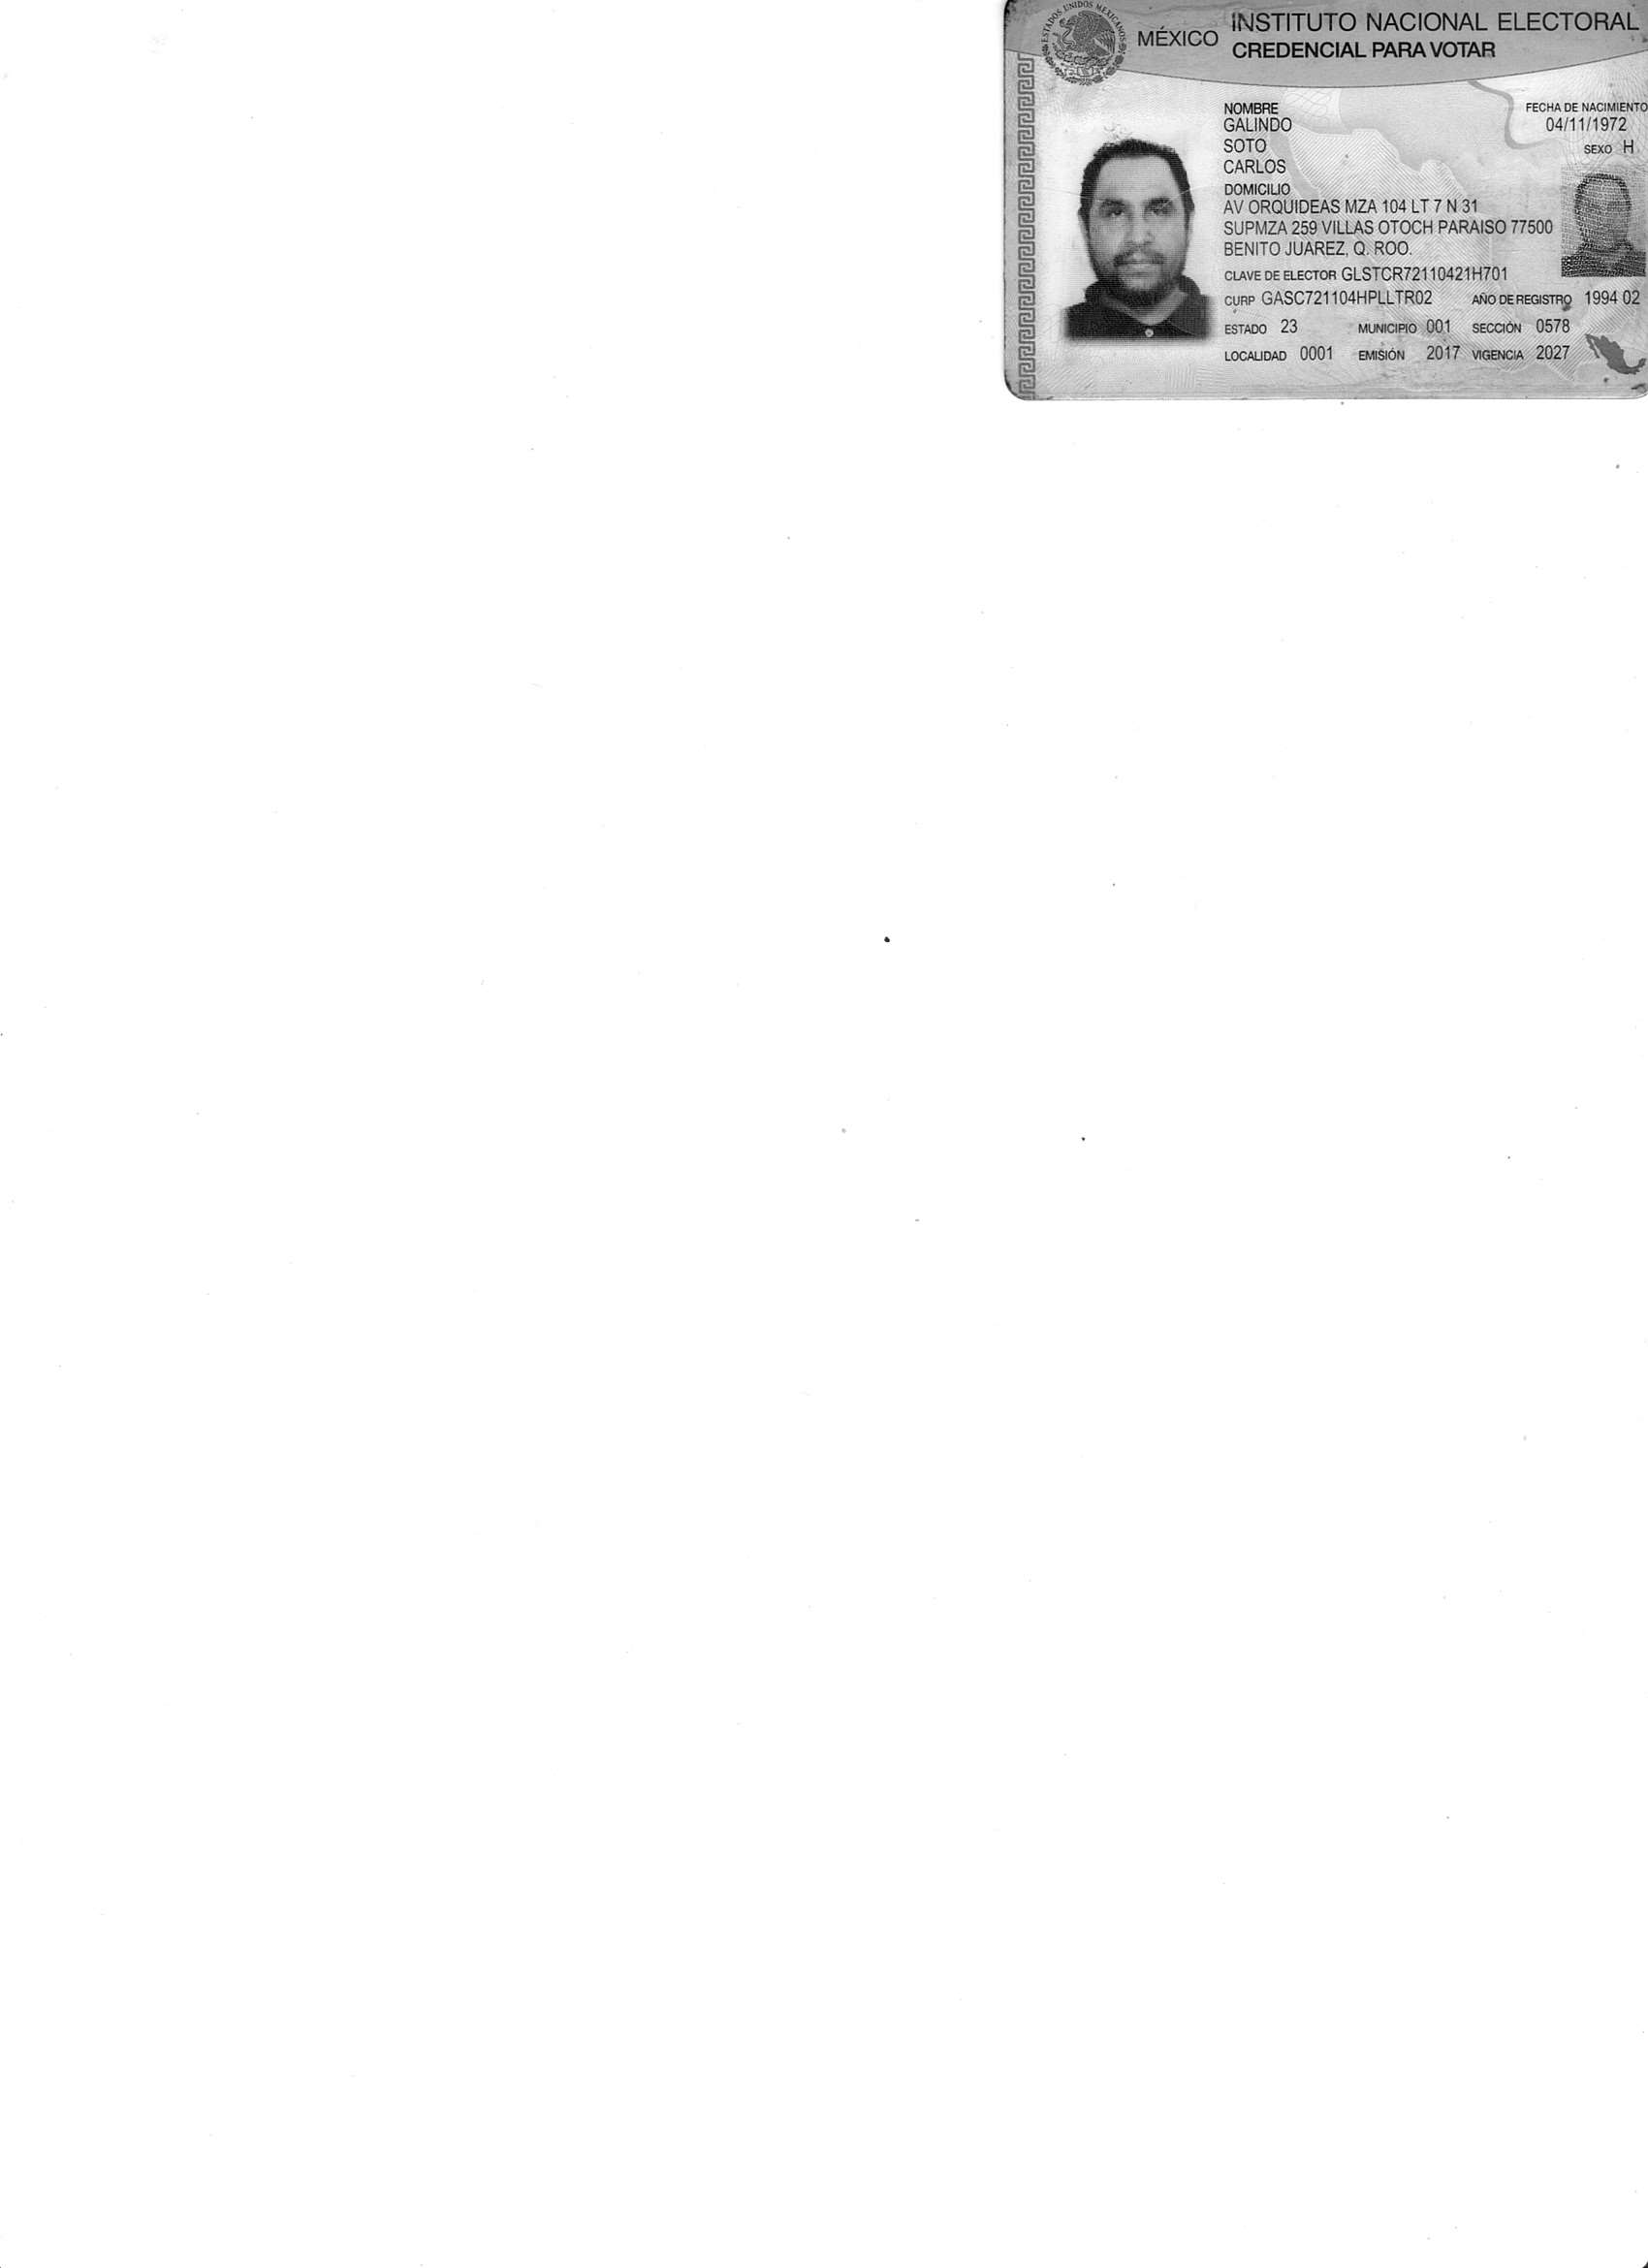 ESTADOS UNIDOS MEXICANOS
MÉXICO
INSTITUTO NACIONAL ELECTORAL
CREDENCIAL PARA VOTAR
NOMBRE
GALINDO
SOTO
CARLOS
FECHA DE NACIMIENTO
04/11/1972
SEXO H
DOMICILIO
AV ORQUIDEAS MZA 104 LT 7 N 31
SUPMZA 259 VILLAS OTOCH PARAISO 77500
BENITO JUAREZ, Q. ROO.
CLAVE DE ELECTOR GLSTCR72110421H701
CURP GASC721104HPLLTR02 AÑO DE REGISTRO 1994 02
ESTADO 23 MUNICIPIO 001 SECCIÓN 0578
LOCALIDAD 0001 EMISIÓN 2017 VIGENCIA 2027